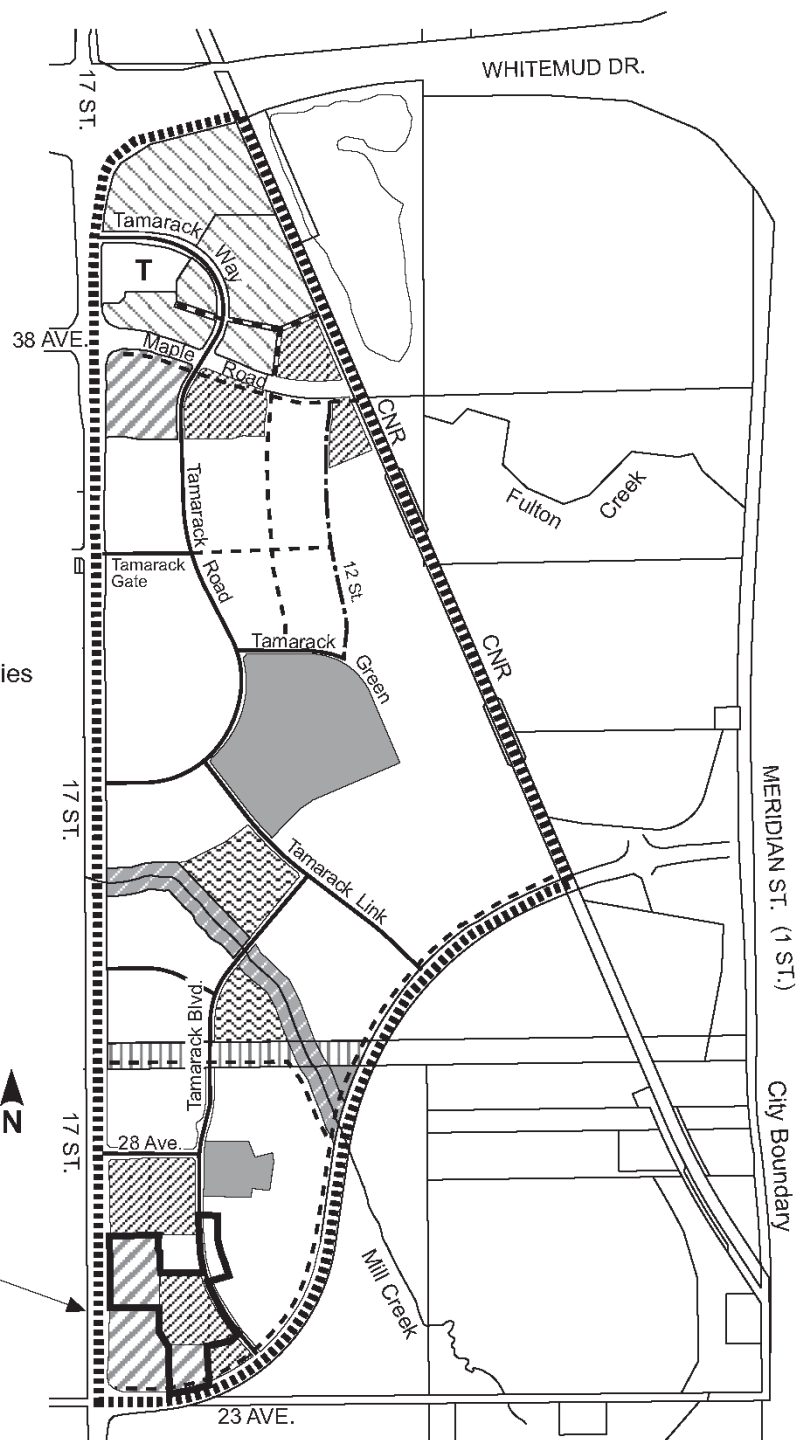 WHITEMUD DR.
17 ST.
Tamarack
Way
T
38 AVE.
Maple
Road
CNR
Fulton
Creek
Tamarack
Road
Tamarack
Gate
12 St.
Tamarack
Green
CNR
ies
17 ST.
MERIDIAN ST. (1 ST.)
Tamarack Link
Tamarack Blvd.
N
17 ST.
28 Ave.
City Boundary
Mill Creek
23 AVE.